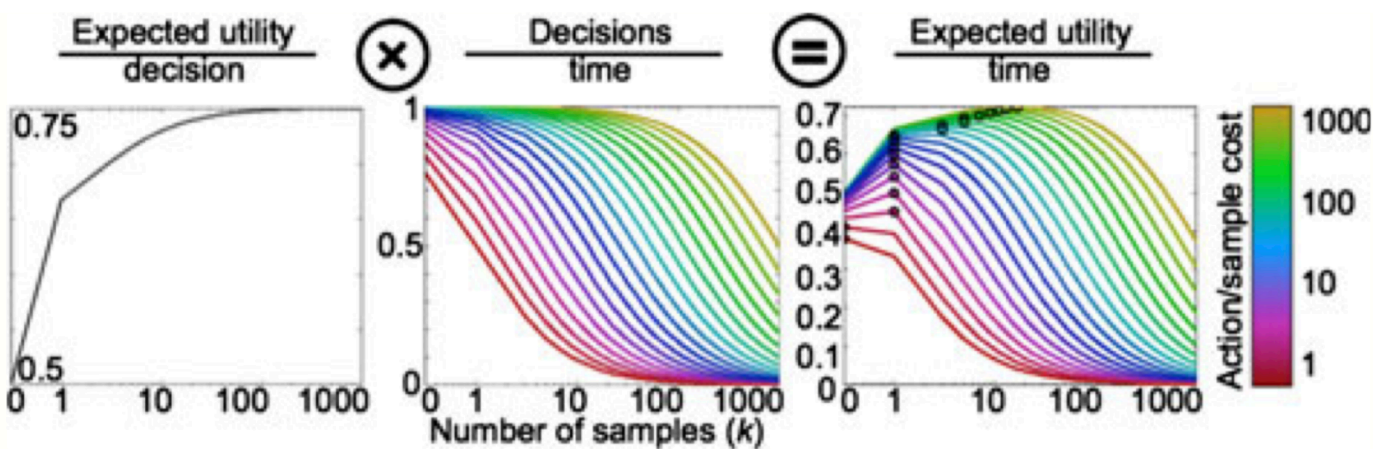 Expected utility
decision
×
Decisions
time
=
Expected utility
time
0.75
0.5
0 1 10 100 1000
1
0.5
0
0 1 10 100 1000
Number of samples (k)
0.7
0.6
0.5
0.4
0.3
0.2
0.1
0
0 1 10 100 1000
1000
100
10
1
Action/sample cost